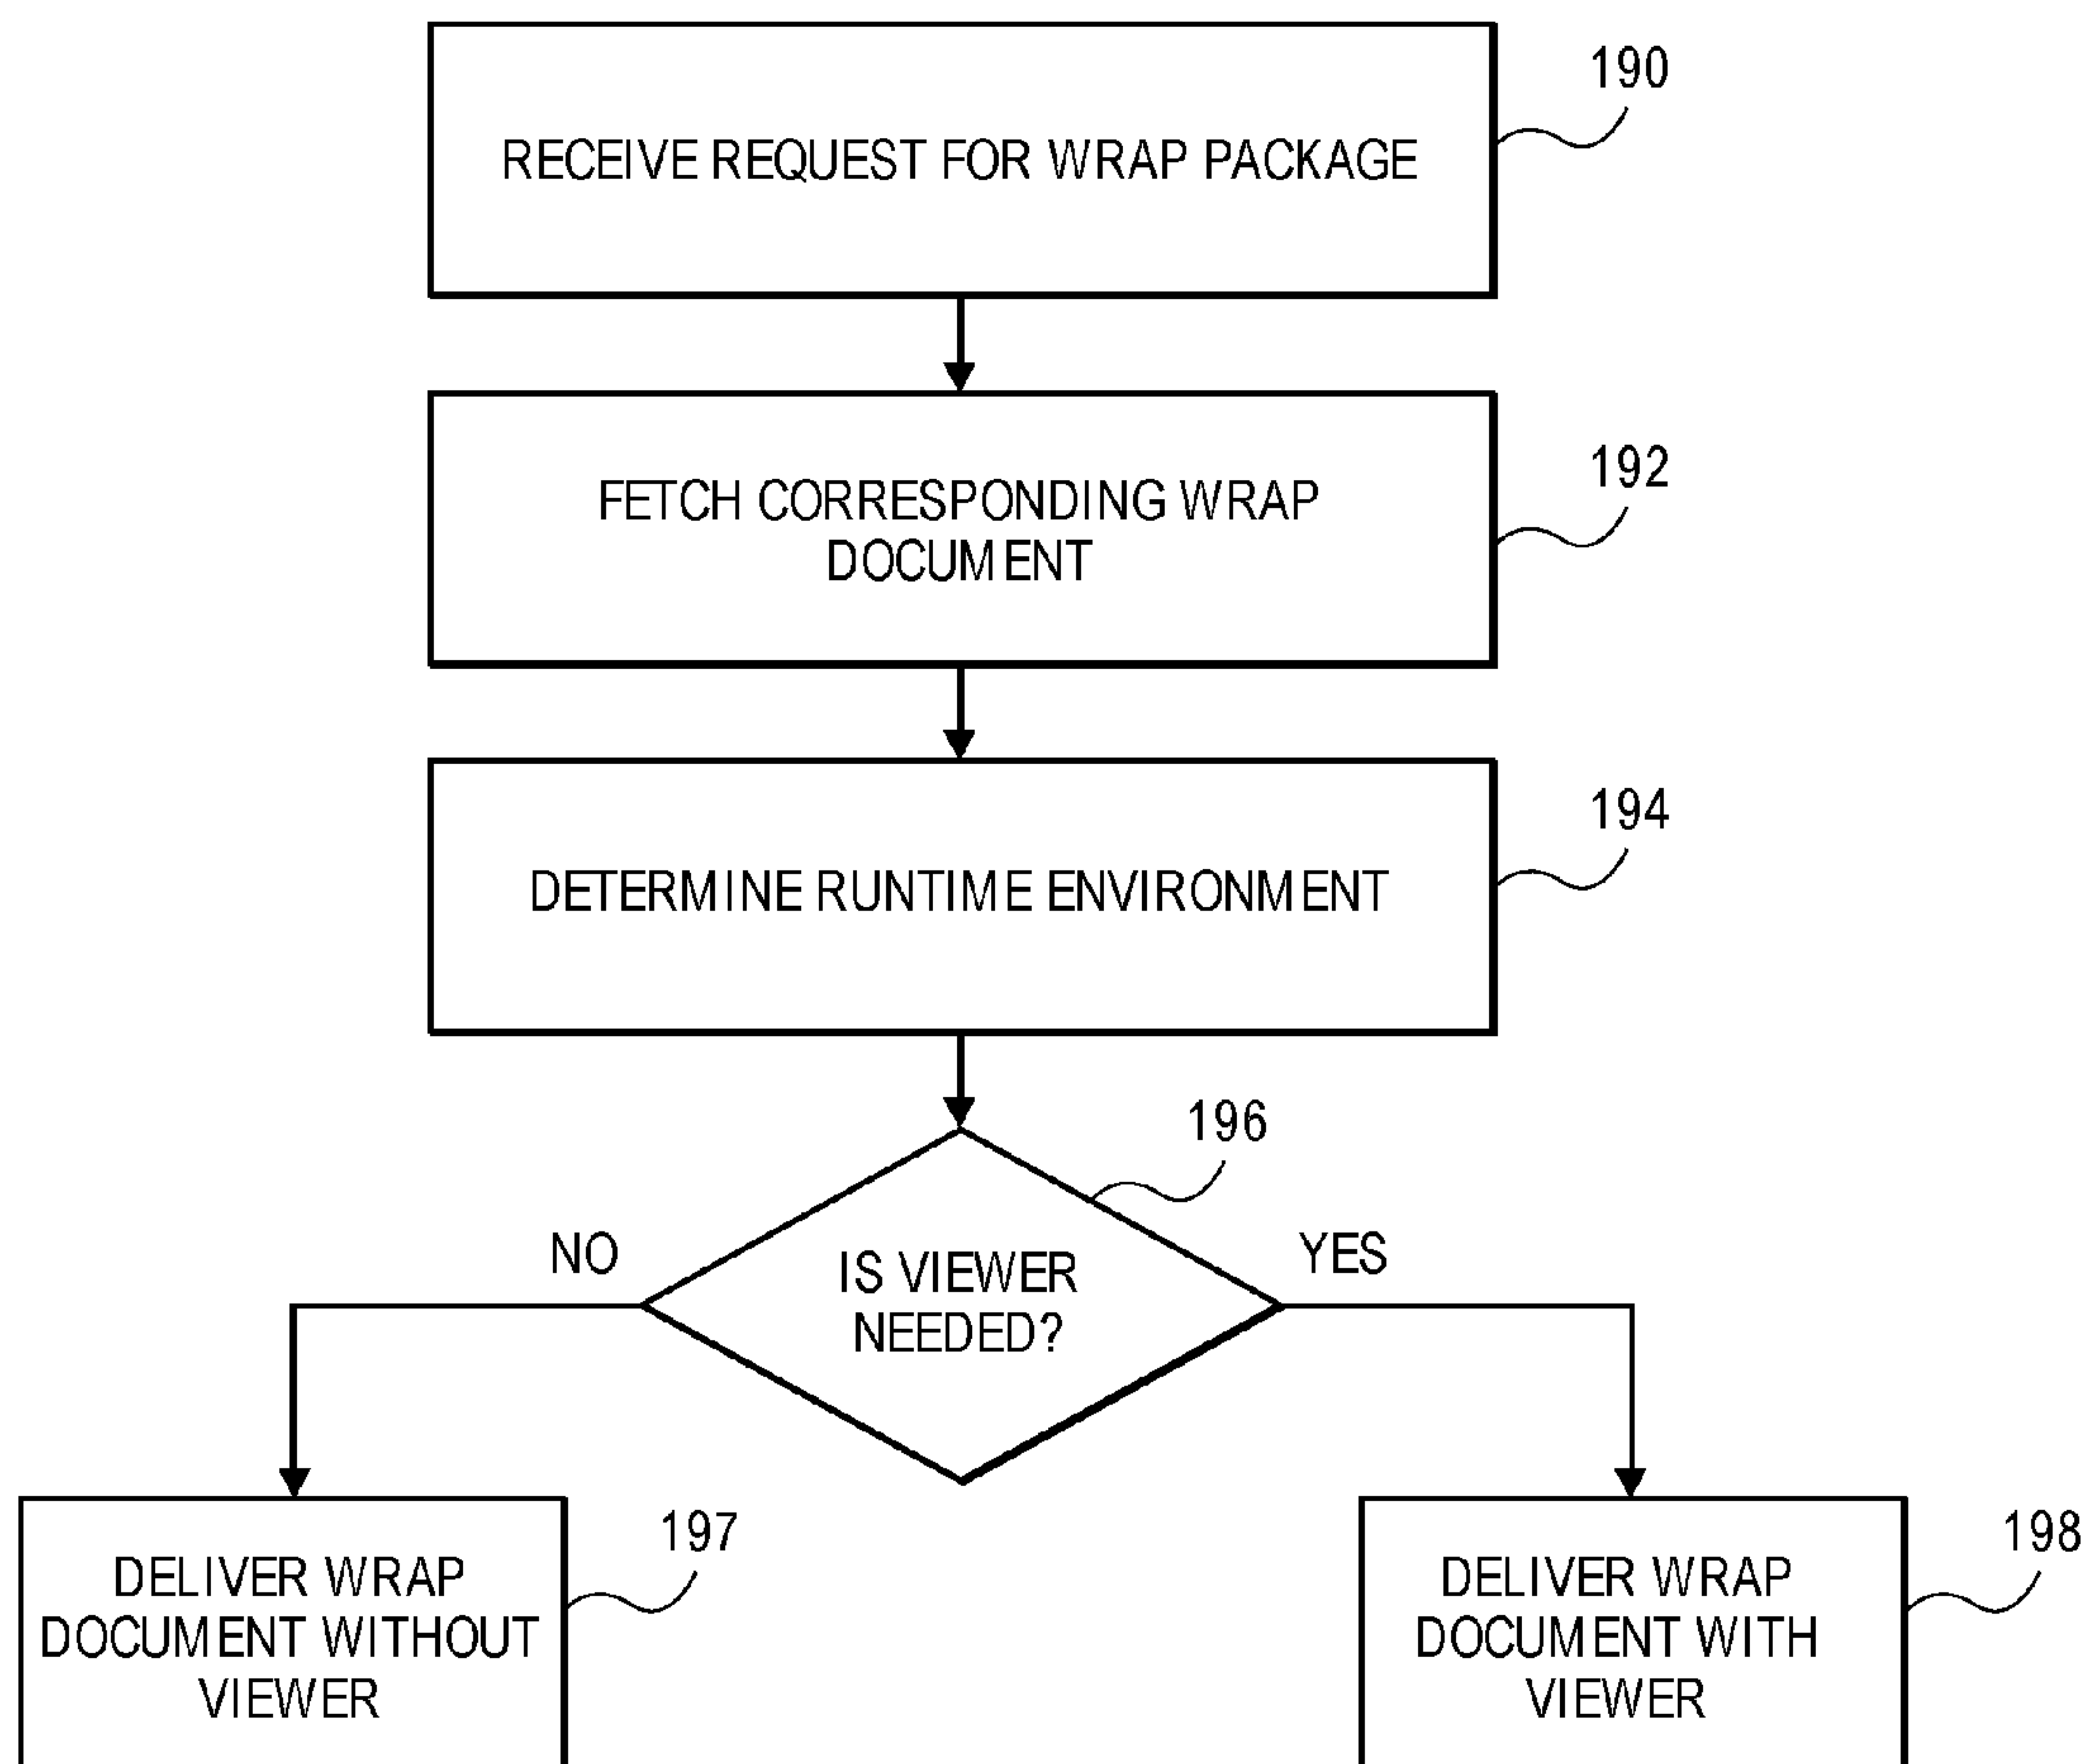 190
RECEIVE REQUEST FOR WRAP PACKAGE
192
FETCH CORRESPONDING WRAP
DOCUMENT
194
DETERMINE RUNTIME ENVIRONMENT
196
NO
YES
IS VIEWER
NEEDED?
197
DELIVER WRAP
DOCUMENT WITHOUT
VIEWER
198
DELIVER WRAP
DOCUMENT WITH
VIEWER